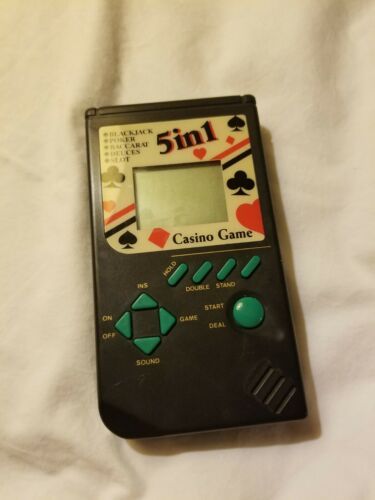 BLACKJACK
POKER
BACCARAT
DEUCES
SLOT
5in1
Casino Game
HOLD
DOUBLE STAND
INS
ON
OFF
GAME
SOUND
START
DEAL